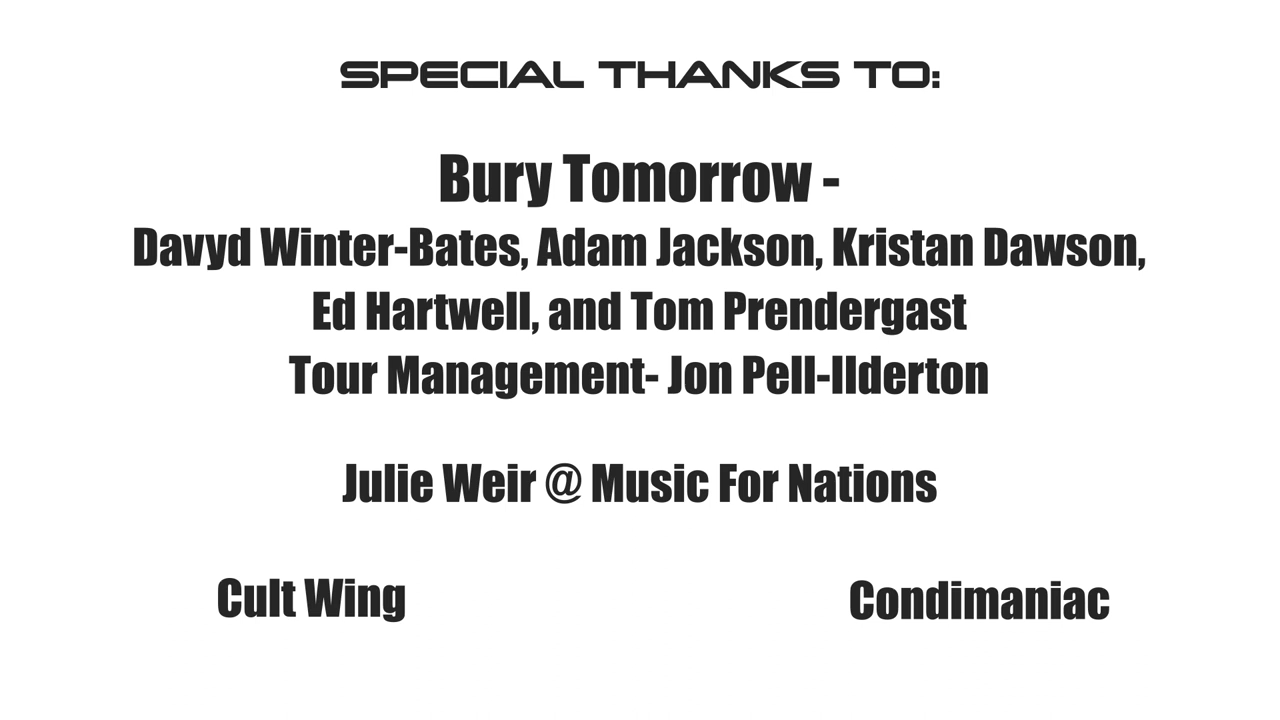 SPECIAL THANKS TO:
Bury Tomorrow -
Davyd Winter-Bates, Adam Jackson, Kristan Dawson,
Ed Hartwell, and Tom Prendergast
Tour Management- Jon Pell-Ilderton
Julie Weir @ Music For Nations
Cult Wing
Condimaniac